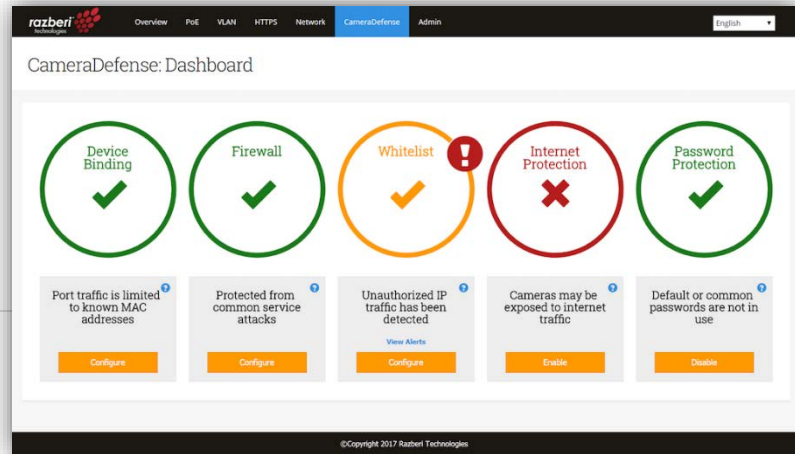 razberi
technologies
Overview PoE VLAN HTTPS Network CameraDefense Admin
English
CameraDefense: Dashboard
Device
Binding
Firewall
Whitelist
!
Internet
Protection
Password
Protection
Port traffic is limited
to known MAC
addresses
?
Configure
Protected from
common service
attacks
?
Configure
Unauthorized IP
traffic has been
detected
?
View Alerts
Configure
Cameras may be
exposed to internet
traffic
?
Enable
Default or common
passwords are not in
use
?
Disable
©Copyright 2017 Razberi Technologies